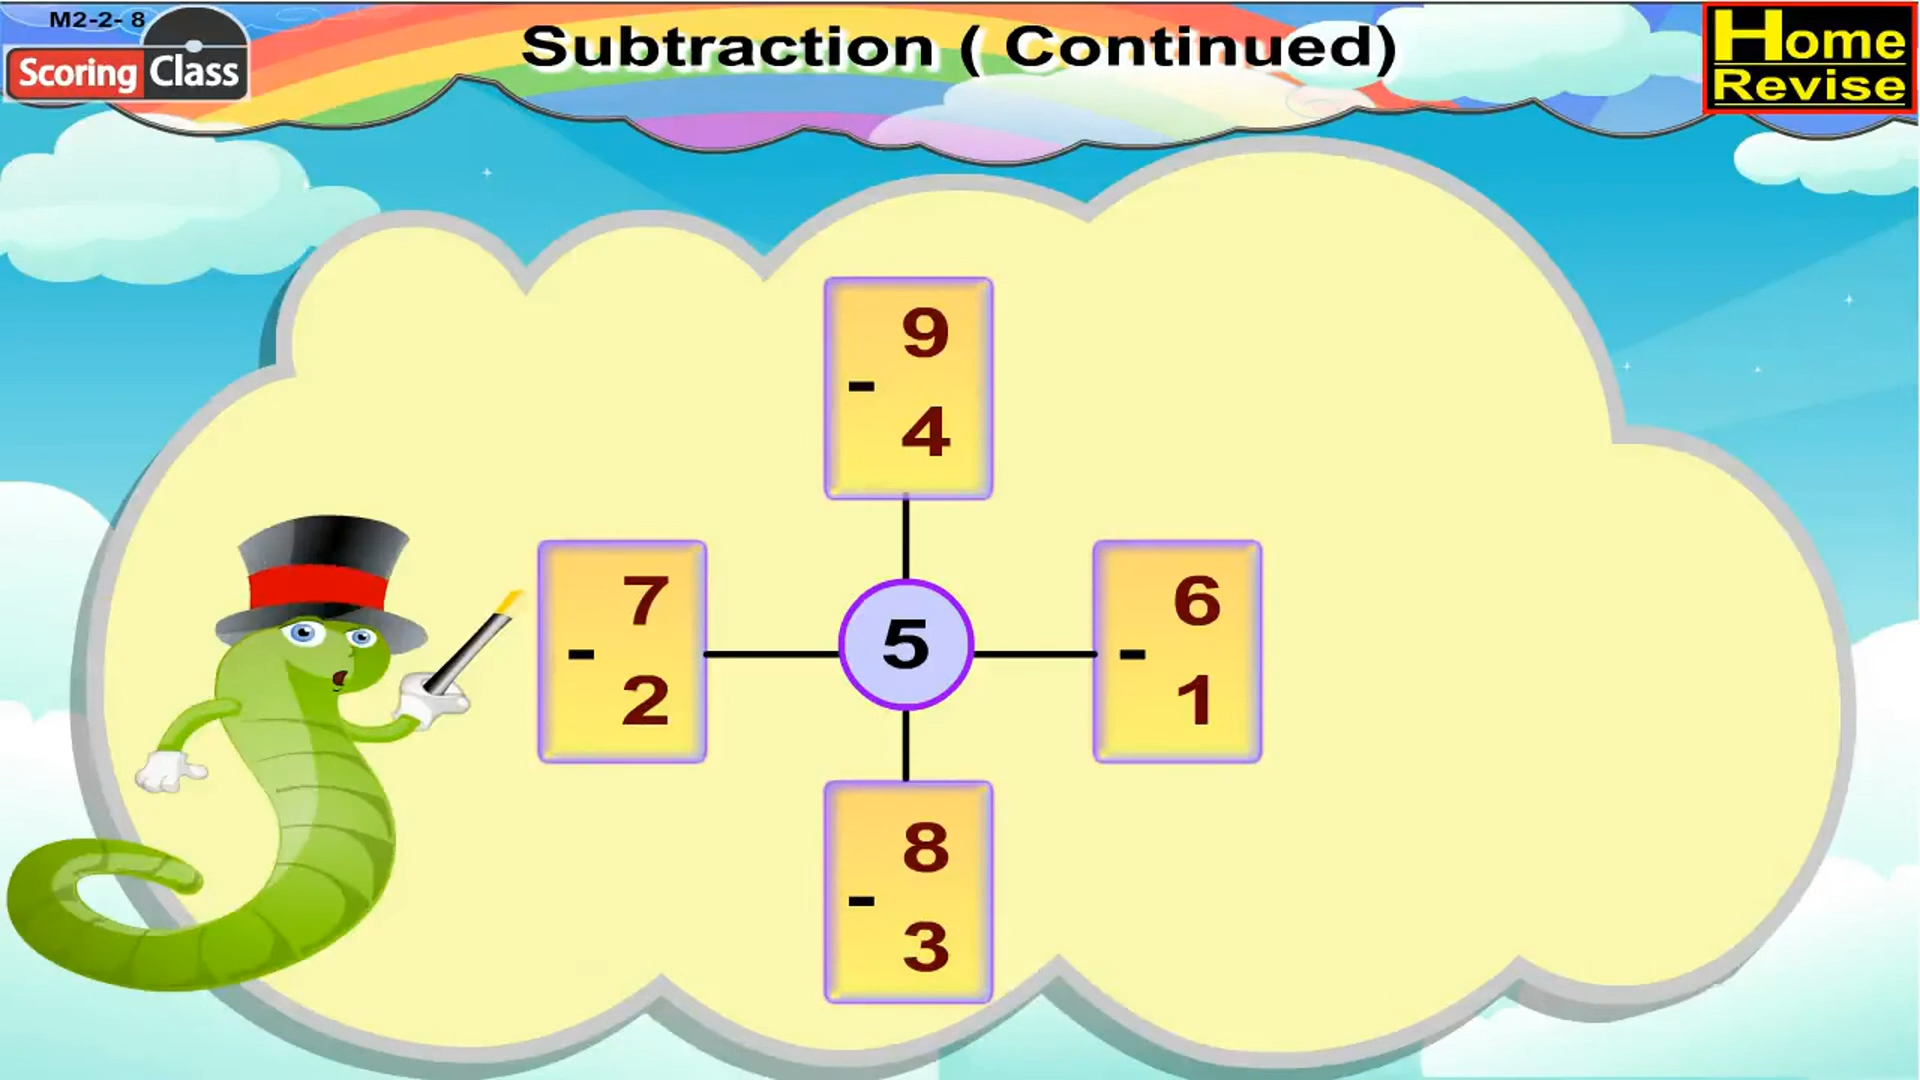 M2-2- 8
Scoring Class
Subtraction ( Continued)
Home
Revise
9
-
4
7
-
2
5
6
-
1
8
-
3